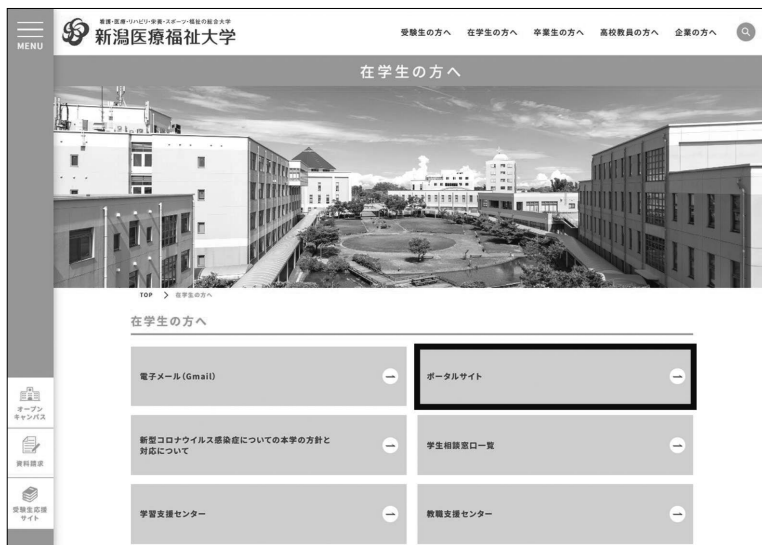 MENU
看護・医療・リハビリ・栄養・スポーツ・福祉の総合大学
新潟医療福祉大学
受験生の方へ 在学生の方へ 卒業生の方へ 高校教員の方へ 企業の方へ
在学生の方へ
TOP > 在学生の方へ
在学生の方へ
電子メール(Gmail)
ポータルサイト
新型コロナウイルス感染症についての本学の方針と
対応について
学生相談窓口一覧
学習支援センター
教職支援センター
オープン
キャンパス
資料請求
受験生応援
サイト